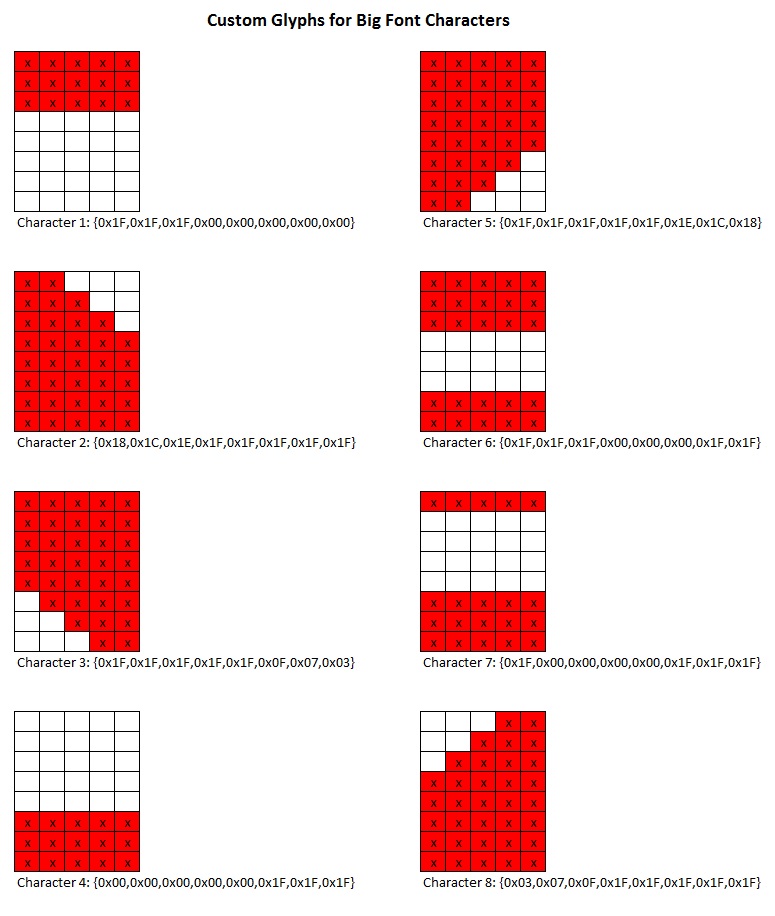 Custom Glyphs for Big Font Characters
x x x x x
x x x x x
x x x x x
Character 1: {0x1F,0x1F,0x1F,0x00,0x00,0x00,0x00,0x00}
x x x x x
x x x x x
x x x x x
x x x x x
x x x x x
x x x x
x x x
x x
Character 5: {0x1F,0x1F,0x1F,0x1F,0x1F,0x1E,0x1C,0x18}
x x
x x x
x x x x
x x x x x
x x x x x
x x x x x
x x x x x
x x x x x
Character 2: {0x18,0x1C,0x1E,0x1F,0x1F,0x1F,0x1F,0x1F}
x x x x x
x x x x x
x x x x x
x x x x x
x x x x x
Character 6: {0x1F,0x1F,0x1F,0x00,0x00,0x00,0x1F,0x1F}
x x x x x
x x x x x
x x x x x
x x x x x
x x x x x
x x x x
x x x
x x
Character 3: {0x1F,0x1F,0x1F,0x1F,0x1F,0x0F,0x07,0x03}
x x x x x
x x x x x
x x x x x
x x x x x
Character 7: {0x1F,0x00,0x00,0x00,0x00,0x1F,0x1F,0x1F}
x x x x x
x x x x x
x x x x x
Character 4: {0x00,0x00,0x00,0x00,0x00,0x1F,0x1F,0x1F}
x x
x x x
x x x x
x x x x x
x x x x x
x x x x x
x x x x x
x x x x x
Character 8: {0x03,0x07,0x0F,0x1F,0x1F,0x1F,0x1F,0x1F}